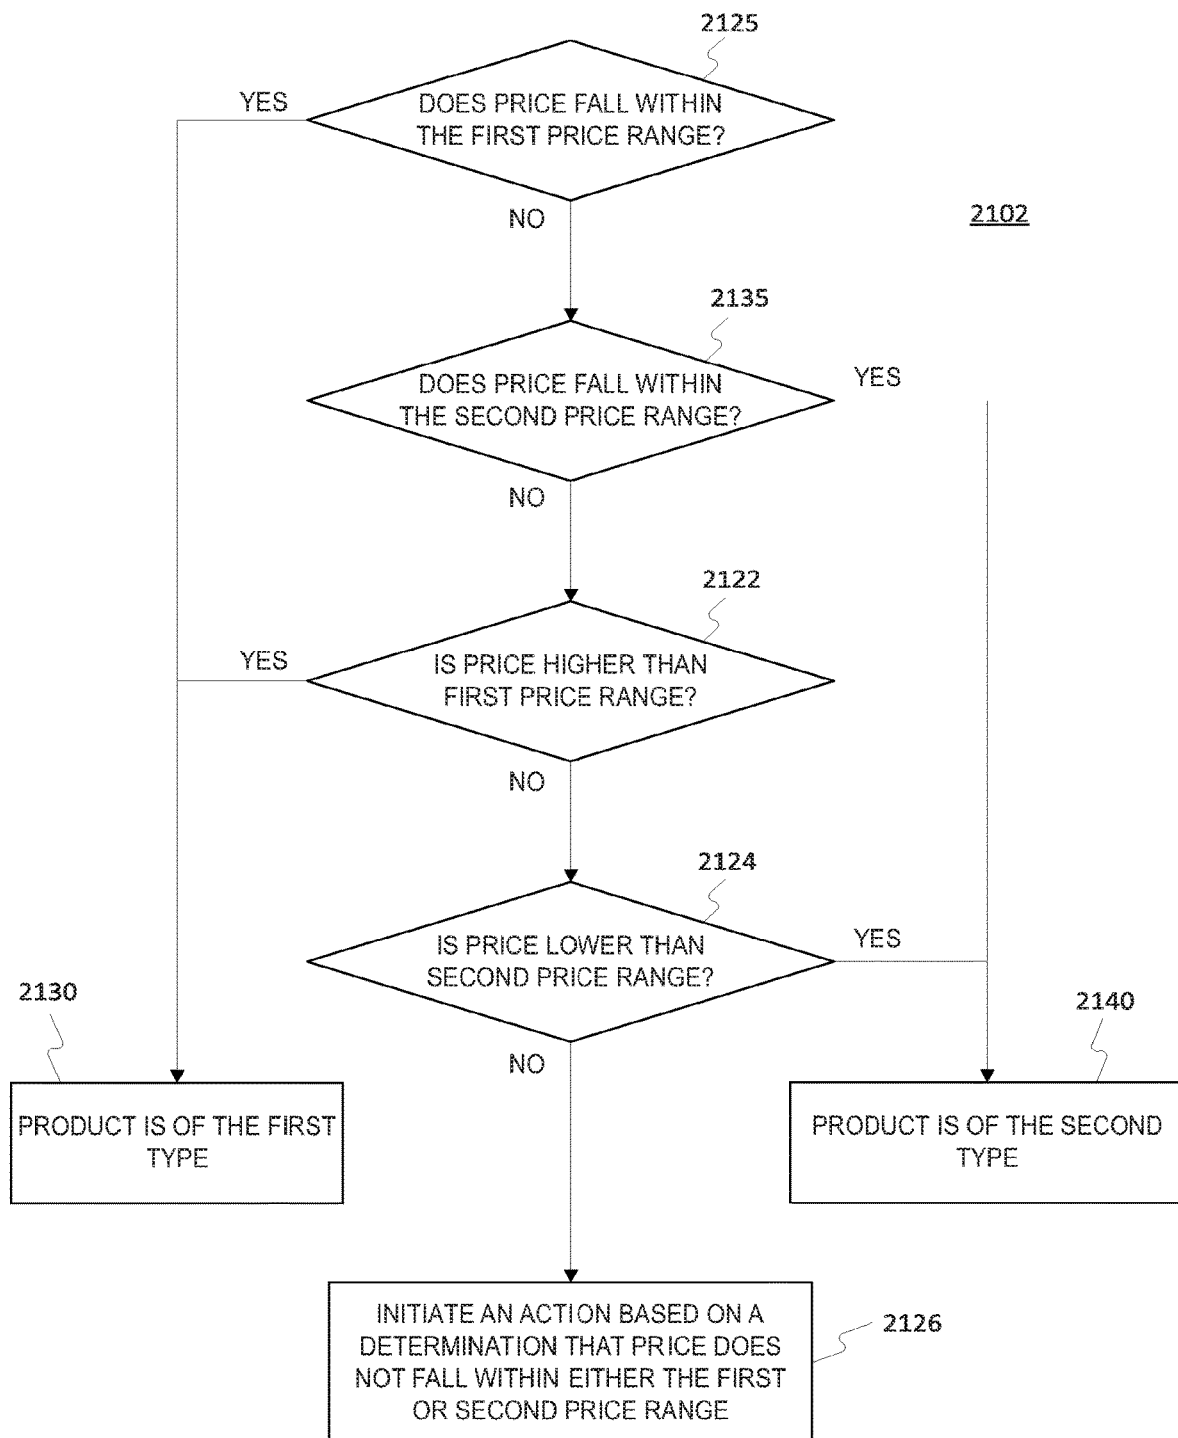 2125
YES
DOES PRICE FALL WITHIN
THE FIRST PRICE RANGE?
NO
2102
2135
DOES PRICE FALL WITHIN
THE SECOND PRICE RANGE?
YES
NO
2122
YES
IS PRICE HIGHER THAN
FIRST PRICE RANGE?
NO
2124
IS PRICE LOWER THAN
SECOND PRICE RANGE?
YES
NO
2130
PRODUCT IS OF THE FIRST
TYPE
2140
PRODUCT IS OF THE SECOND
TYPE
INITIATE AN ACTION BASED ON A
DETERMINATION THAT PRICE DOES
NOT FALL WITHIN EITHER THE FIRST
OR SECOND PRICE RANGE
2126